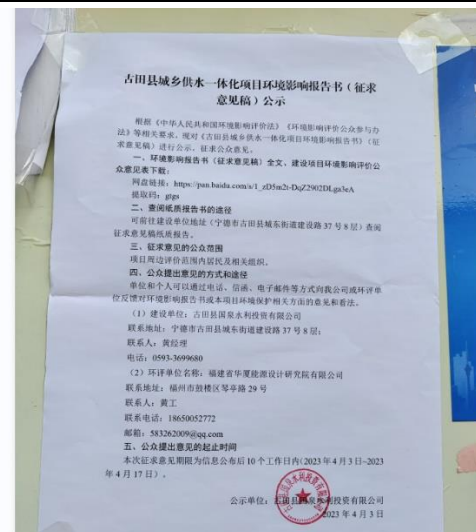 古田县城乡供水一体化项目环境影响报告书（征求
意见稿）公示
根据《中华人民共和国环境影响评价法》《环境影响评价公众参与办
法》等相关要求，现对《古田县城乡供水一体化项目环境影响报告书》（征
求意见稿）进行公示，征求公众意见。
一、环境影响报告书（征求意见稿）全文、建设项目环境影响评价公
众意见表下载：
网盘链接：https://pan.baidu.com/s/1_zD5m2t-DqZ2902DLga3eA
提取码：gtgs
二、查阅纸质报告书的途径
可前往建设单位地址（宁德市古田县城东街道建设路 37 号 8 层）查阅
征求意见稿纸质报告。
三、征求意见的公众范围
项目周边评价范围内居民及相关组织。
四、公众提出意见的方式和途径
单位和个人可以通过电话、信函、电子邮件等方式向我公司或环评单
位反馈对环境影响报告书或本项目环境保护相关方面的意见和看法。
（1）建设单位：古田县国泉水利投资有限公司
联系地址：宁德市古田县城东街道建设路 37 号 8 层；
联系人：黄经理
电话：0593-3699680
（2）环评单位名称：福建省华厦能源设计研究院有限公司
联系地址：福州市鼓楼区琴亭路 29 号
联系人：黄工
联系电话：18650052772
邮箱：583262009@qq.com
五、公众提出意见的起止时间
本次征求意见期限为信息公布后 10 个工作日内（2023 年 4 月 3 日~2023
年 4 月 17 日）。
公示单位：古田县国泉水利投资有限公司
2023 年 4 月 3 日